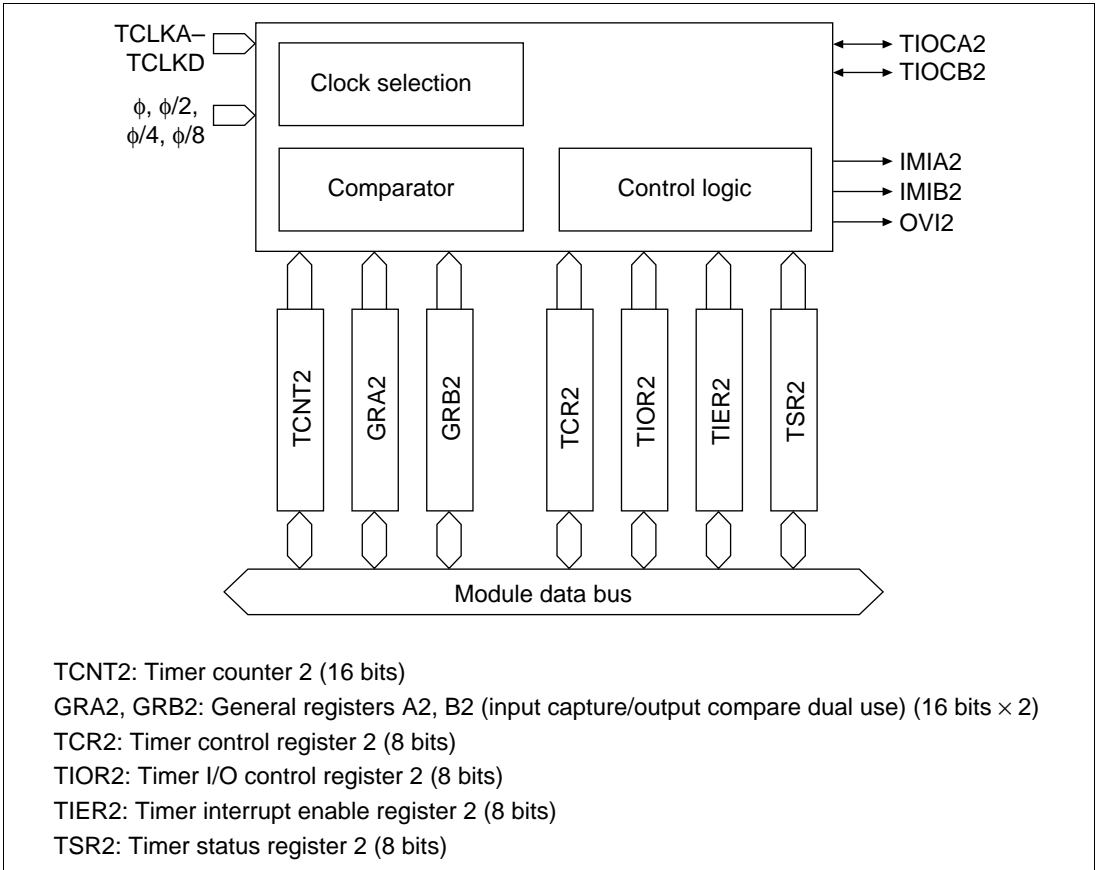 TCLKA–
TCLKD
ϕ, ϕ/2,
ϕ/4, ϕ/8
Clock selection
Comparator
Control logic
TIOCA2
TIOCB2
IMIA2
IMIB2
OVI2
TCNT2
GRA2
GRB2
TCR2
TIOR2
TIER2
TSR2
Module data bus
TCNT2: Timer counter 2 (16 bits)
GRA2, GRB2: General registers A2, B2 (input capture/output compare dual use) (16 bits × 2)
TCR2: Timer control register 2 (8 bits)
TIOR2: Timer I/O control register 2 (8 bits)
TIER2: Timer interrupt enable register 2 (8 bits)
TSR2: Timer status register 2 (8 bits)